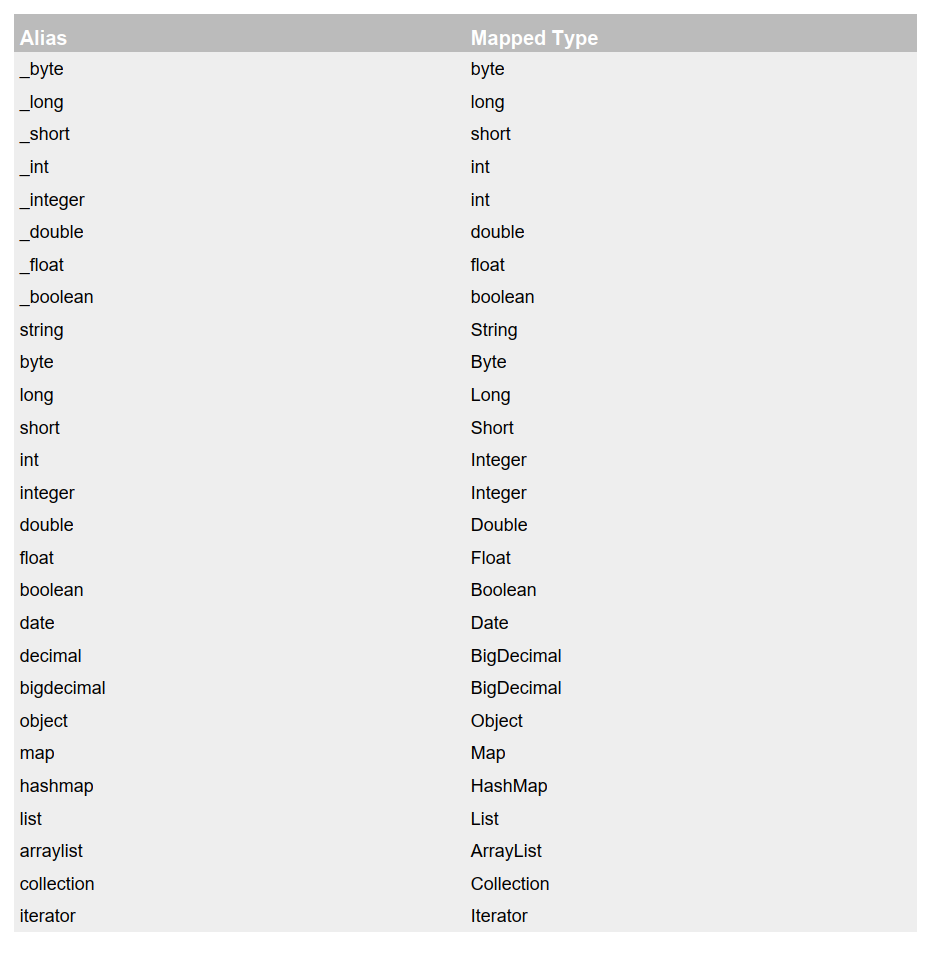 Alias Mapped Type
_byte byte
_long long
_short short
_int int
_integer int
_double double
_float float
_boolean boolean
string String
byte Byte
long Long
short Short
int Integer
integer Integer
double Double
float Float
boolean Boolean
date Date
decimal BigDecimal
bigdecimal BigDecimal
object Object
map Map
hashmap HashMap
list List
arraylist ArrayList
collection Collection
iterator Iterator